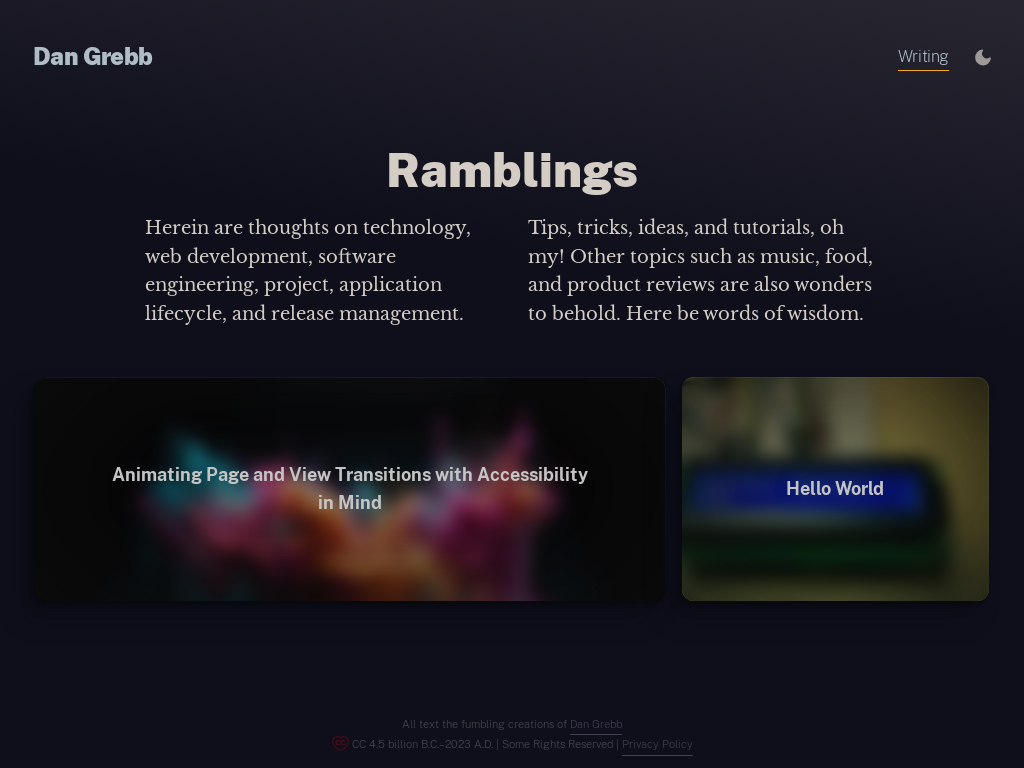 Dan Grebb
Writing
Ramblings
Herein are thoughts on technology,
web development, software
engineering, project, application
lifecycle, and release management.
Tips, tricks, ideas, and tutorials, oh
my! Other topics such as music, food,
and product reviews are also wonders
to behold. Here be words of wisdom.
Animating Page and View Transitions with Accessibility
in Mind
Hello World
All text the fumbling creations of Dan Grebb
CC 4.5 billion B.C.–2023 A.D. | Some Rights Reserved | Privacy Policy